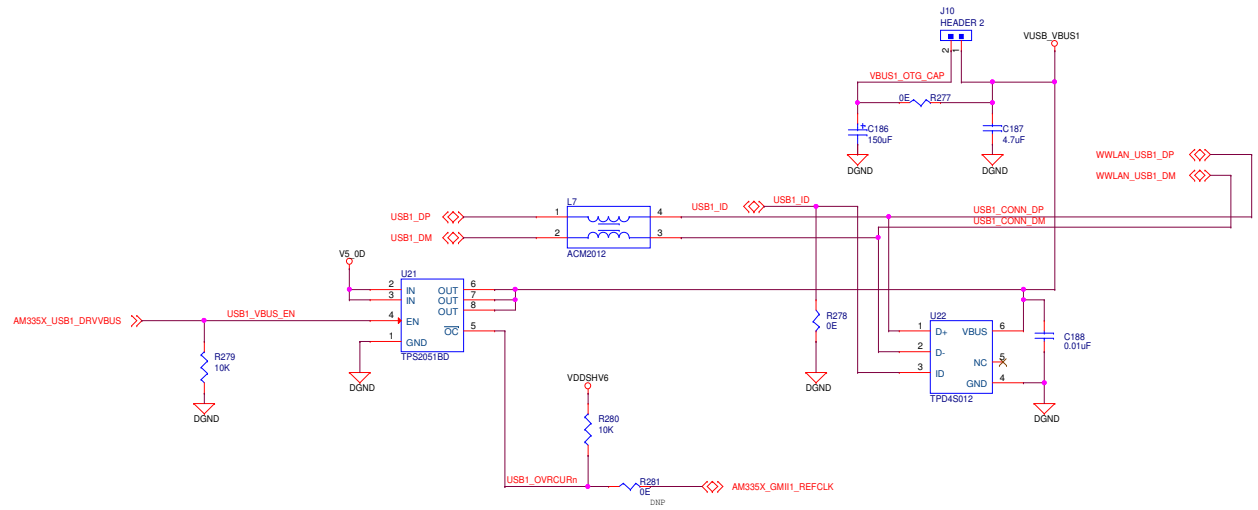 J10
HEADER 2
2
1
VUSB_VBUS1
VBUS1_OTG_CAP
0E
R277
+
C186
150uF
C187
4.7uF
DGND
DGND
WWLAN_USB1_DP
WWLAN_USB1_DM
L7
USB1_DP
1
4
USB1_ID
USB1_ID
USB1_CONN_DP
USB1_CONN_DM
USB1_DM
2
3
ACM2012
V5_0D
U21
2
IN
OUT
6
3
IN
OUT
7
OUT
8
AM335X_USB1_DRVVBUS
USB1_VBUS_EN
4
EN
OC
5
1
GND
TPS2051BD
R279
10K
DGND
DGND
R278
0E
DGND
U22
1
D+
VBUS
6
2
D-
NC
5
3
ID
GND
4
TPD4S012
C188
0.01uF
DGND
VDDSHV6
R280
10K
USB1_OVRCURn
R281
0E
DNP
AM335X_GMII1_REFCLK